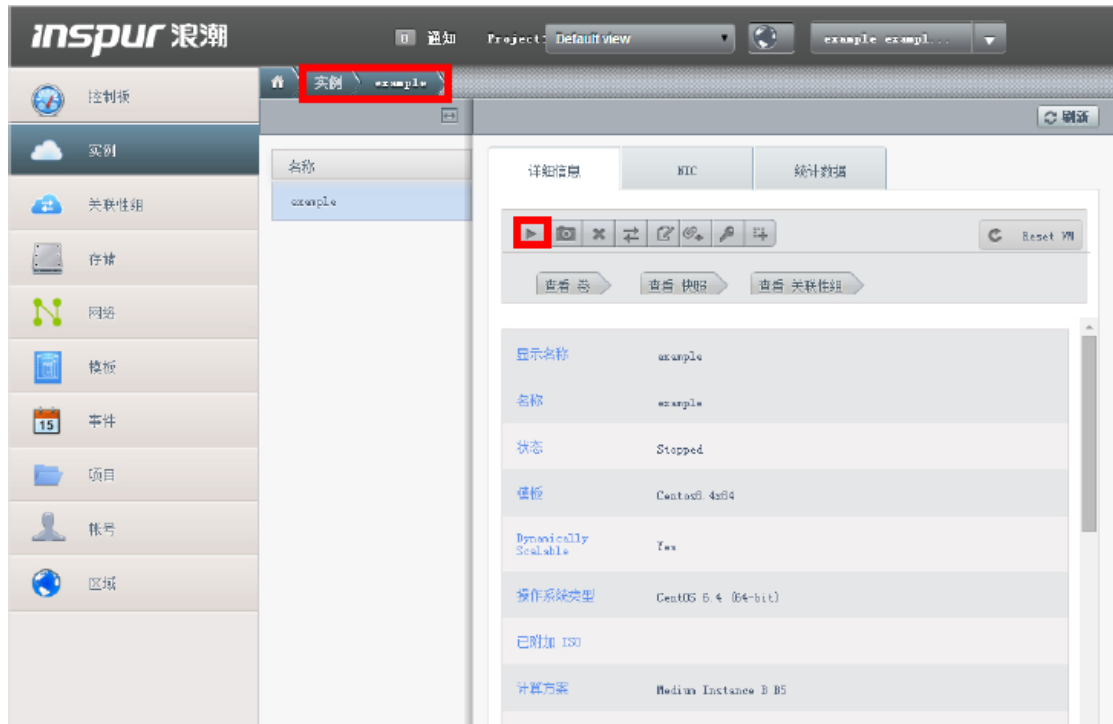 inspur 浪潮
0 通知 Project: Default view example exampl...
控制板
实例
关联性组
存储
网络
模板
15 事件
项目
帐号
区域
实例 example
刷新
名称
example
详细信息 NIC 统计数据
Reset VM
查看 卷 查看 快照 查看 关联性组
显示名称 example
名称 example
状态 Stopped
模板 Centos6 4x64
Dynamically
Scalable Yes
操作系统类型 CentOS 6.4 (64-bit)
已附加 ISO
计算方案 Medium Instance B B5